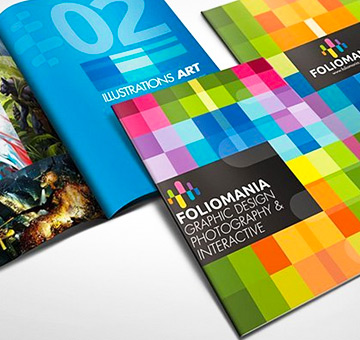 02
ILLUSTRATIONS ART
FOLIOMANIA
FOLIOMANIA
GRAPHIC DESIGN
PHOTOGRAPHY &
INTERACTIVE